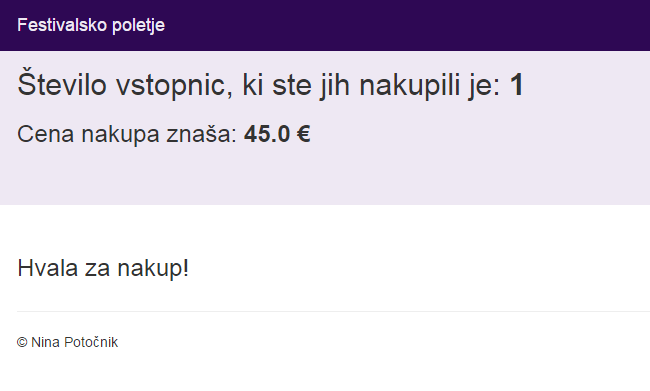 Festivalsko poletje
Število vstopnic, ki ste jih nakupili je: 1
Cena nakupa znaša: 45.0 €
Hvala za nakup!
© Nina Potočnik